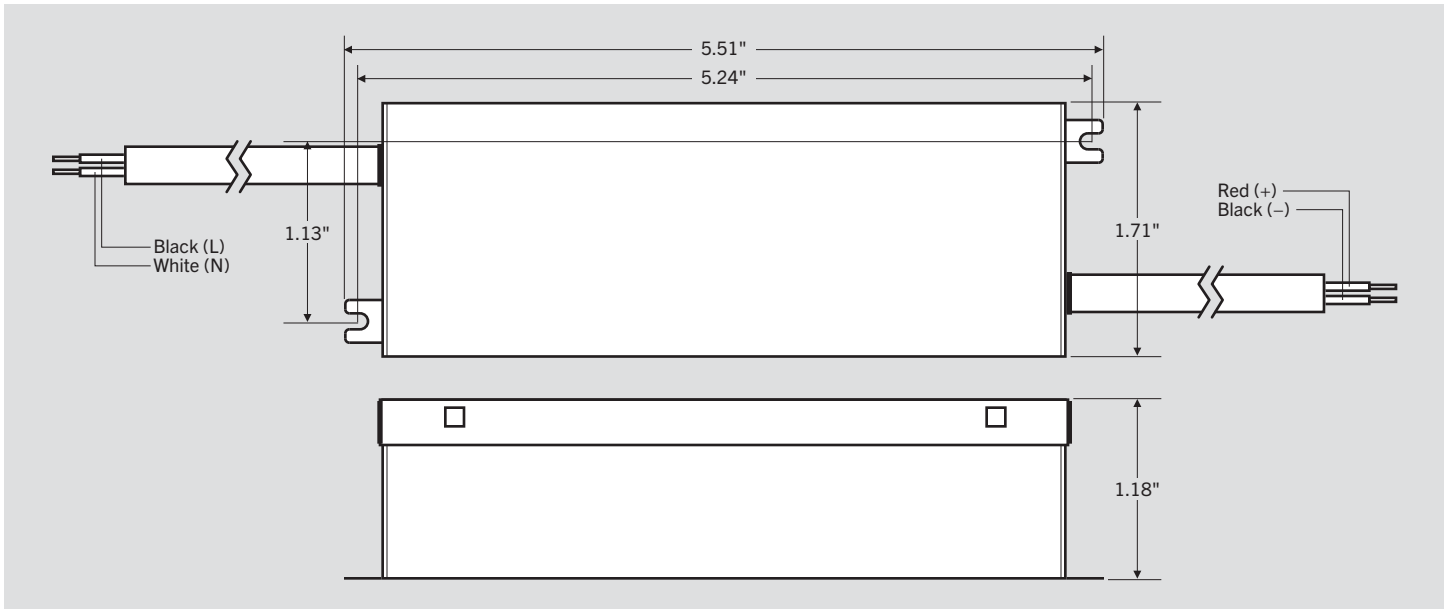 5.51"
5.24"
Red (+)
Black (–)
1.13"
1.71"
Black (L)
White (N)
1.18"